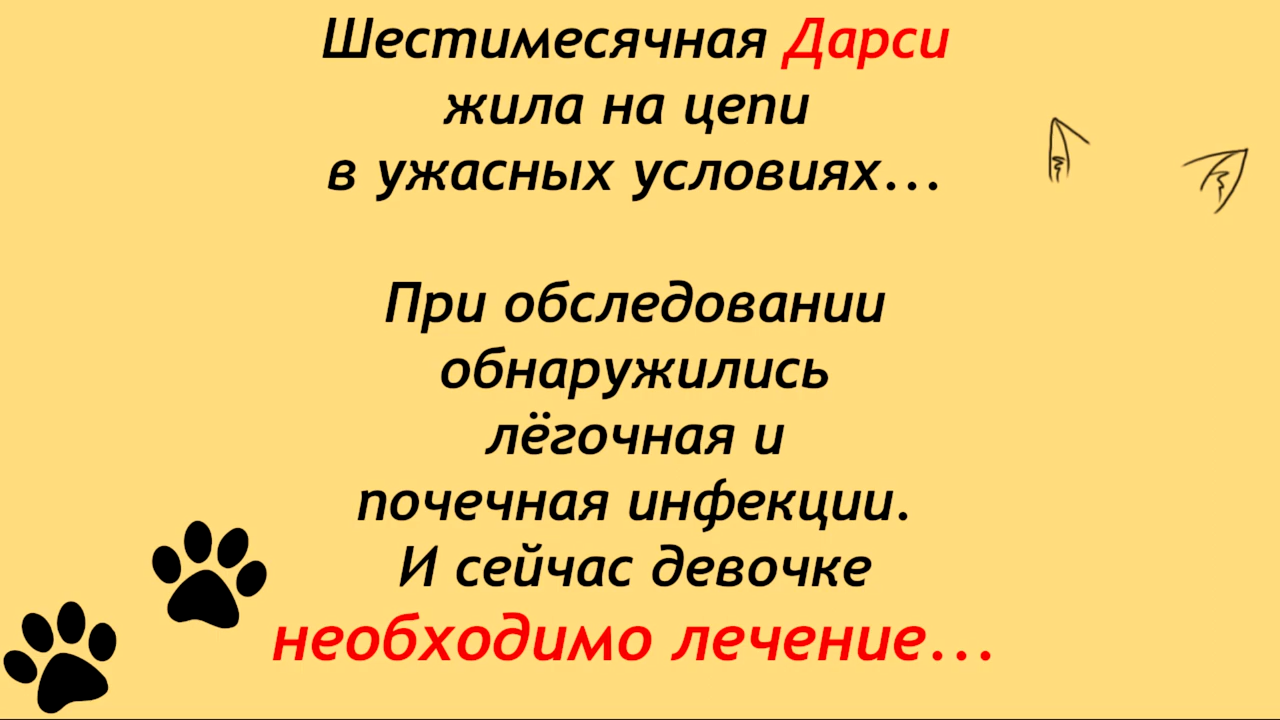 Шестимесячная Дарси
жила на цепи
в ужасных условиях...
При обследовании
обнаружились
лёгочная и
почечная инфекции.
И сейчас девочке
необходимо лечение...